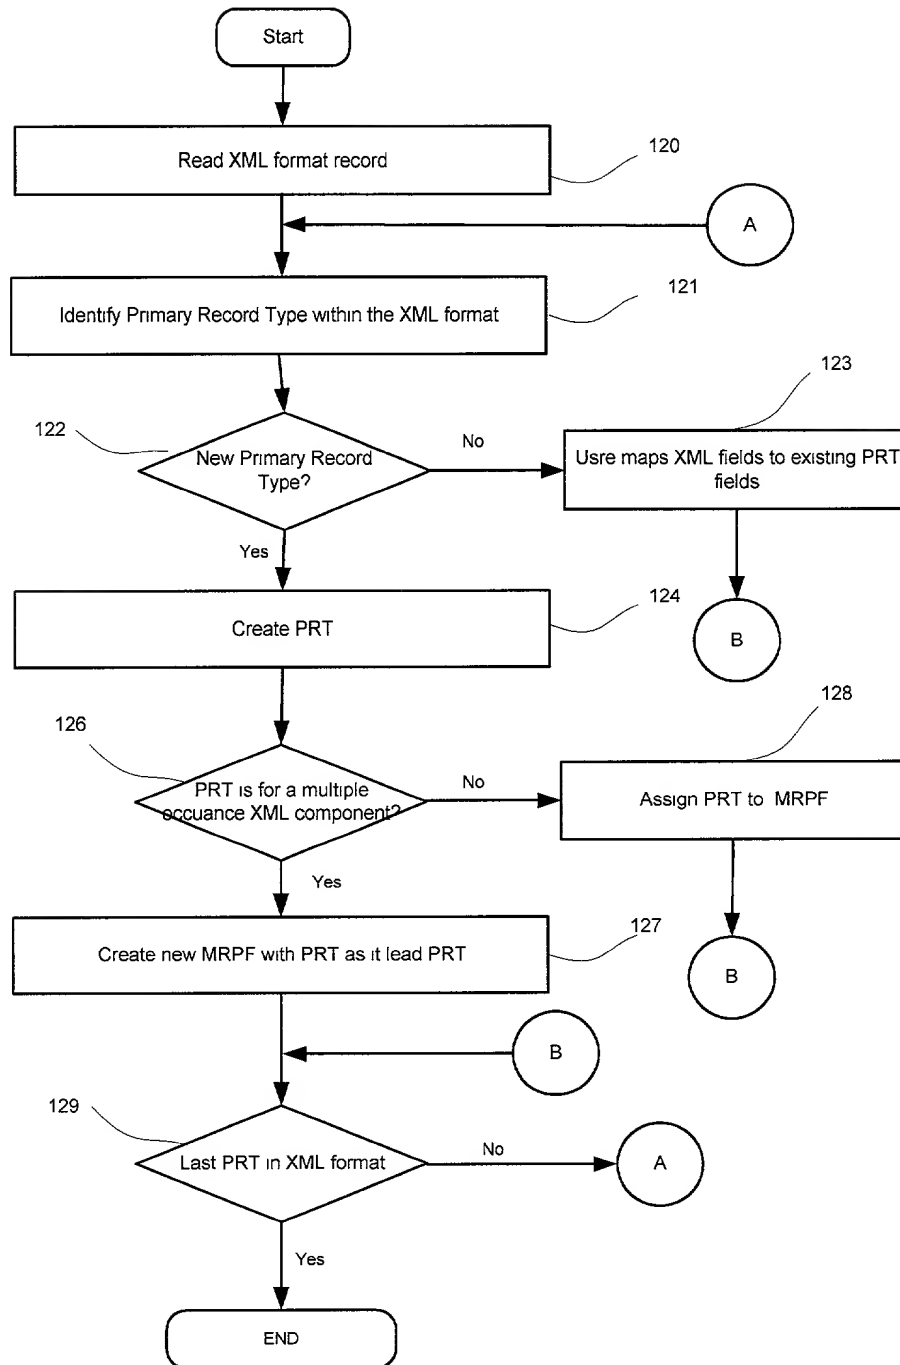 Start
Read XML format record
120
A
Identify Primary Record Type within the XML format
121
122
New Primary Record
Type?
No
123
Usre maps XML fields to existing PRT
fields
Yes
B
Create PRT
124
126
PRT is for a multiple
occuance XML component?
No
128
Assign PRT to MRPF
Yes
B
Create new MRPF with PRT as it lead PRT
127
B
129
Last PRT in XML format
No
A
Yes
END